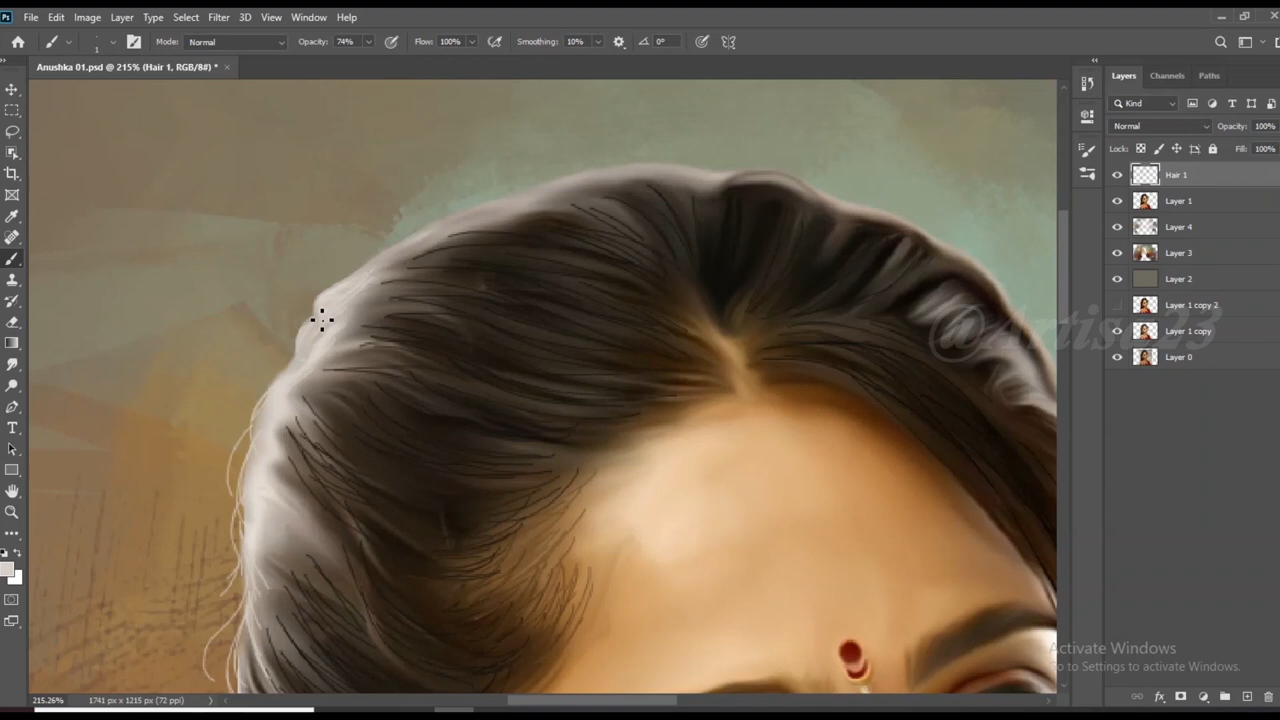 Ps File Edit Image Layer Type Select Filter 3D View Window Help
1 Mode: Normal Opacity: 74% Flow: 100% Smoothing: 10% 0°
Anushka 01.psd @ 215% (Hair 1, RGB/8#) * ×
Layers Channels Paths
Kind
Normal Opacity: 100%
Lock: Fill: 100%
Hair 1
Layer 1
Layer 4
Layer 3
Layer 2
Layer 1 copy 2
Layer 1 copy
Layer 0
Activate Windows
Go to Settings to activate Windows.
215.26% 1741 px x 1215 px (72 ppi)